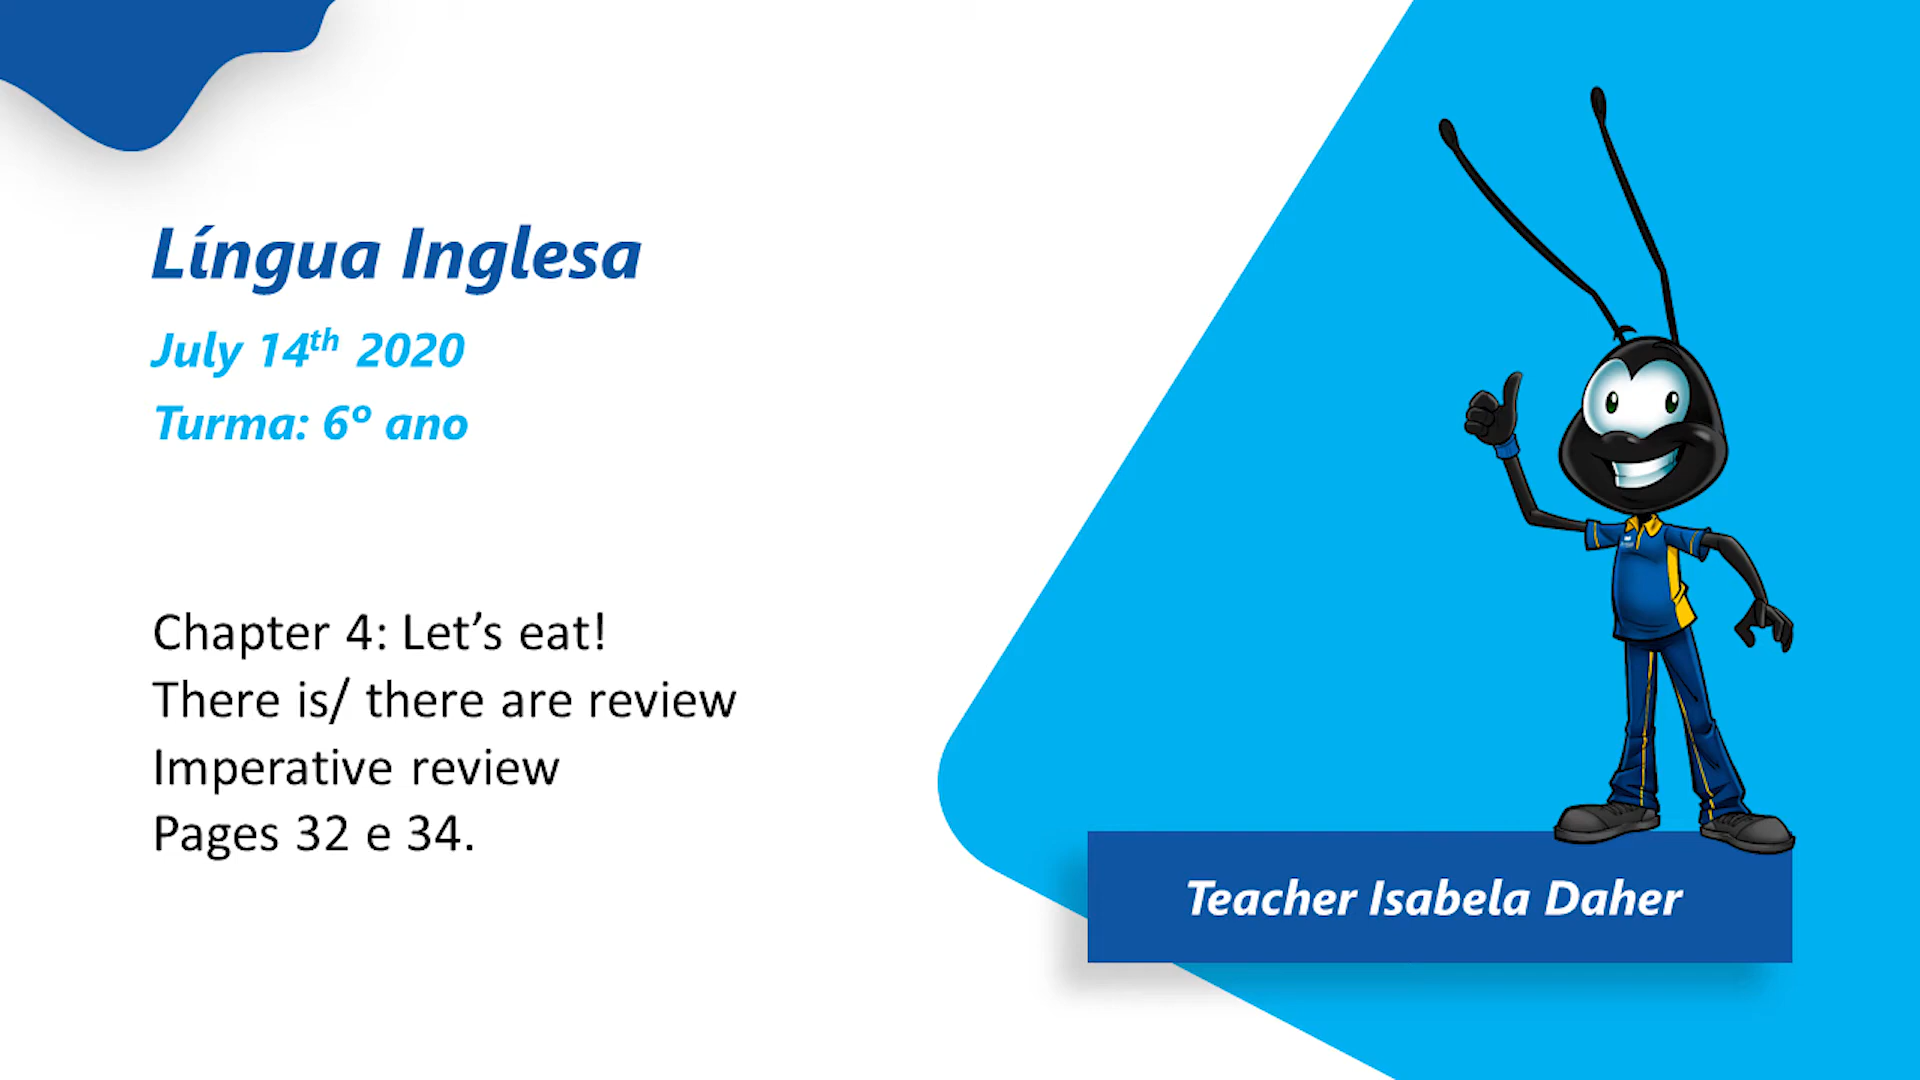 Língua Inglesa
July 14th 2020
Turma: 6º ano
Chapter 4: Let’s eat!
There is/ there are review
Imperative review
Pages 32 e 34.
Teacher Isabela Daher